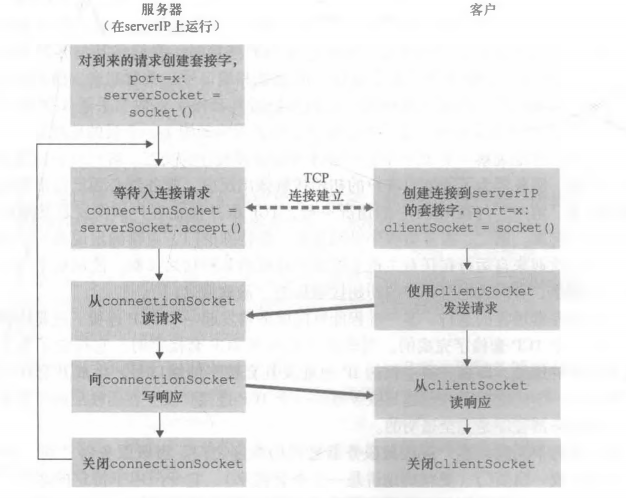 服务器
（在serverIP上运行）
客户
对到来的请求创建套接字，
port=x:
serverSocket =
socket()
等待入连接请求
connectionSocket =
serverSocket.accept()
TCP
连接建立
创建连接到serverIP
的套接字，port=x:
clientSocket = socket()
从connectionSocket
读请求
使用clientSocket
发送请求
向connectionSocket
写响应
从clientSocket
读响应
关闭connectionSocket
关闭clientSocket